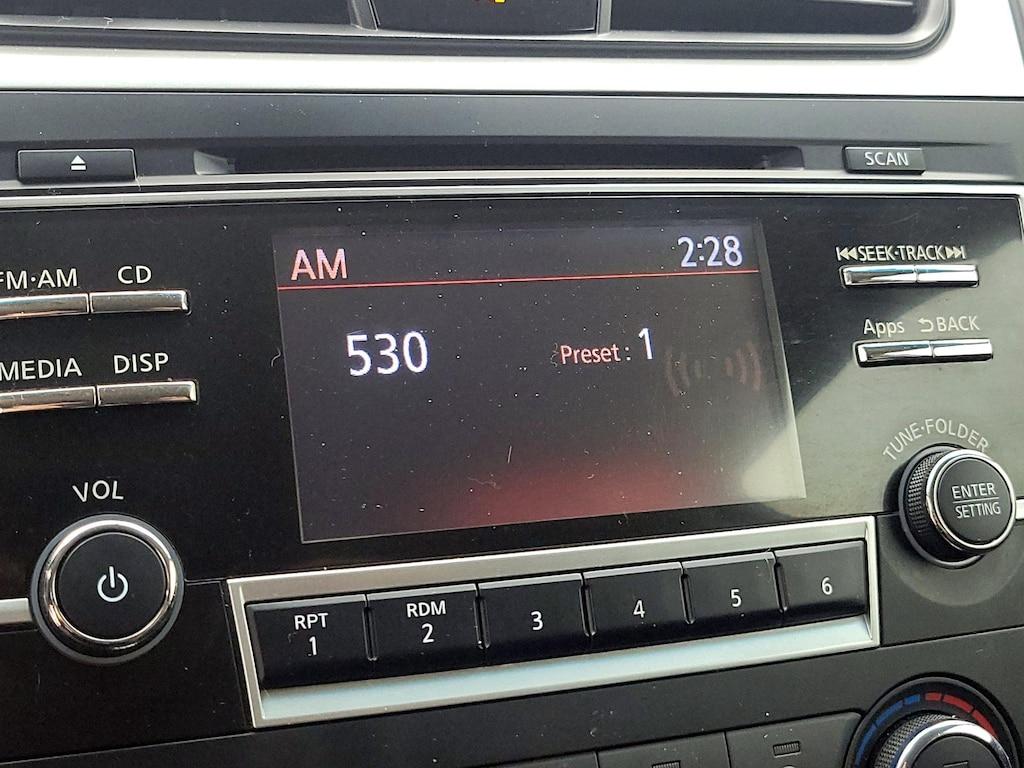 SCAN
AM 2:28
530 Preset : 1
FM·AM CD
MEDIA DISP
SEEK·TRACK
Apps BACK
TUNE·FOLDER
ENTER
SETTING
VOL
RPT
1
RDM
2
3
4
5
6